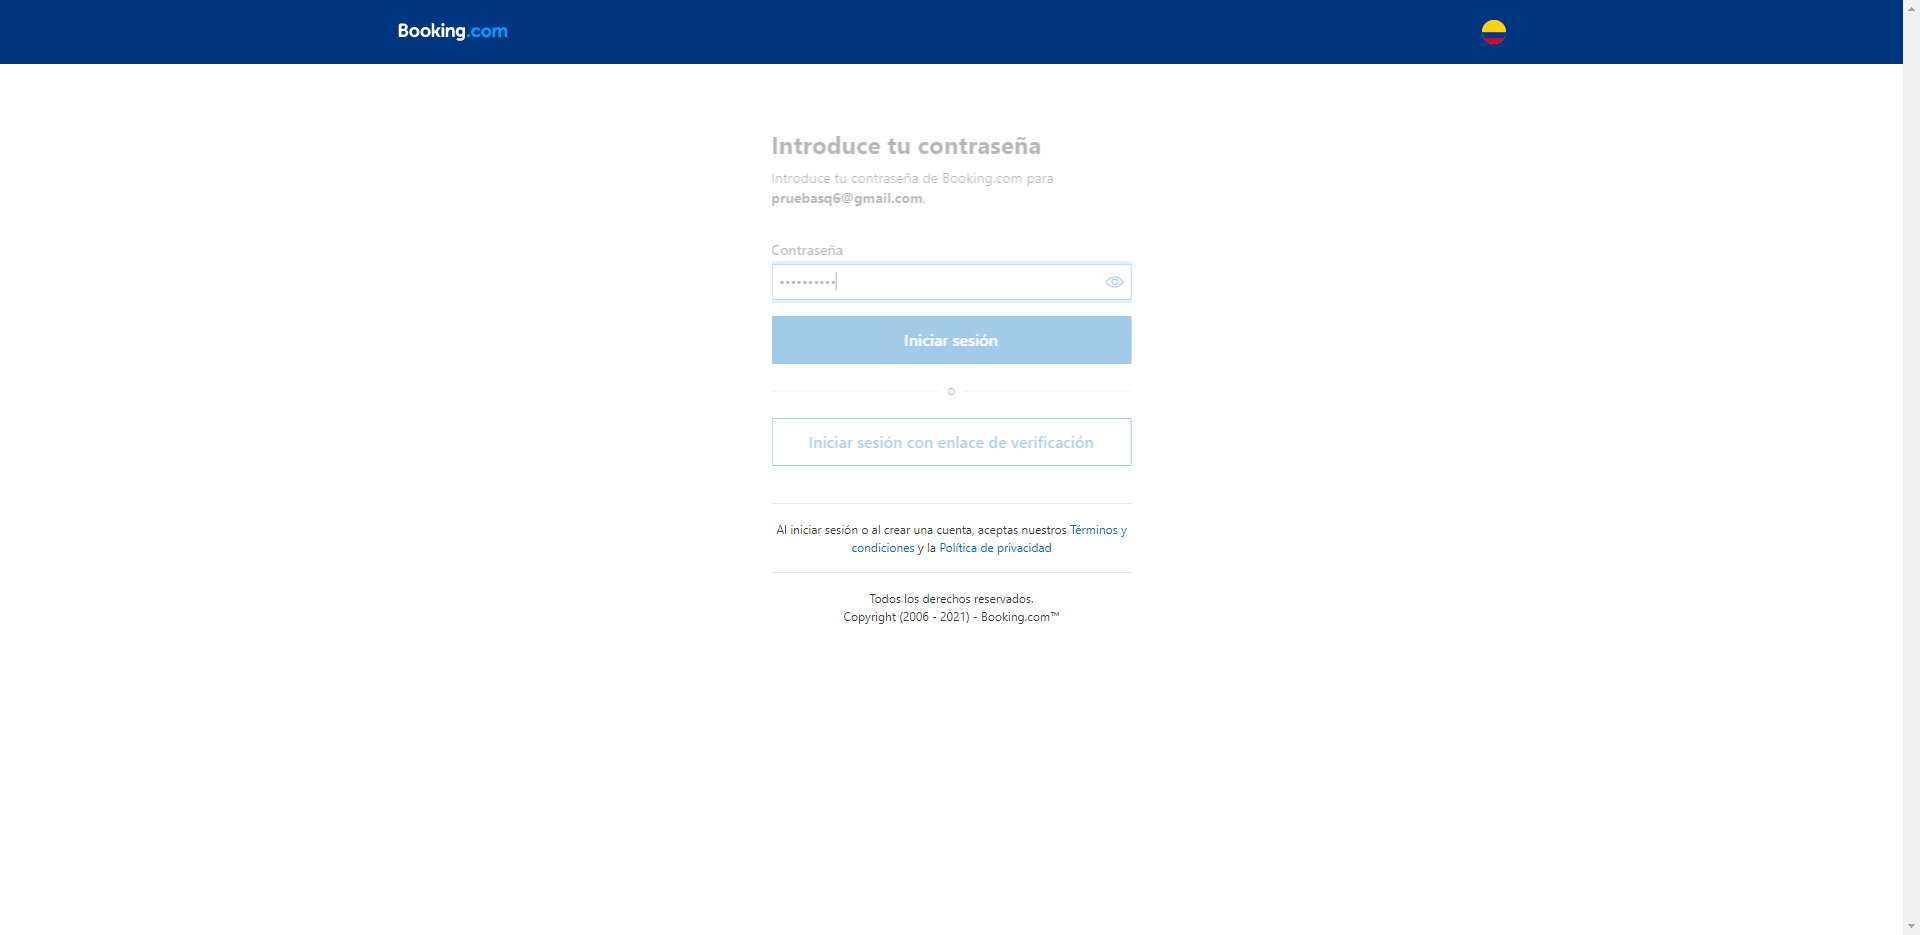 Booking.com
Introduce tu contraseña
Introduce tu contraseña de Booking.com para
pruebasq6@gmail.com.
Contraseña
••••••••••
Iniciar sesión
o
Iniciar sesión con enlace de verificación
Al iniciar sesión o al crear una cuenta, aceptas nuestros Términos y
condiciones y la Política de privacidad
Todos los derechos reservados.
Copyright (2006 - 2021) - Booking.com™